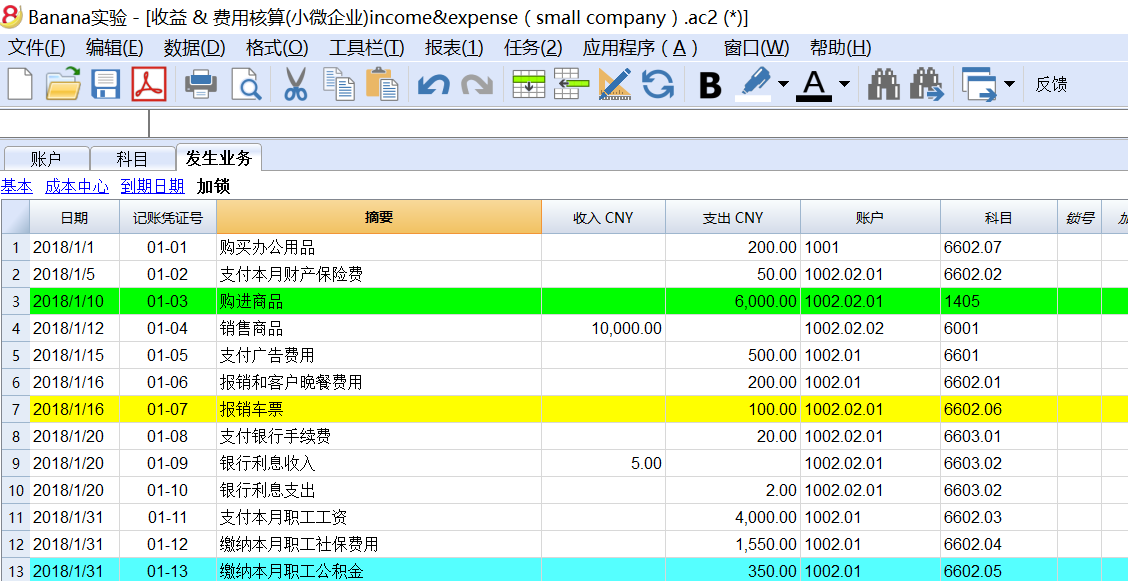 Banana实验 - [收益 & 费用核算(小微企业)income&expense ( small company ) .ac2 (*)]
文件(F) 编辑(E) 数据(D) 格式(O) 工具栏(T) 报表(1) 任务(2) 应用程序 ( A ) 窗口(W) 帮助(H)
B A 反馈
账户 科目 发生业务
基本 成本中心 到期日期 加锁
日期 记账凭证号 摘要 收入 CNY 支出 CNY 账户 科目 锁号
1 2018/1/1 01-01 购买办公用品 200.00 1001 6602.07
2 2018/1/5 01-02 支付本月财产保险费 50.00 1002.02.01 6602.02
3 2018/1/10 01-03 购进商品 6,000.00 1002.02.01 1405
4 2018/1/12 01-04 销售商品 10,000.00 1002.02.02 6001
5 2018/1/15 01-05 支付广告费用 500.00 1002.01 6601
6 2018/1/16 01-06 报销和客户晚餐费用 200.00 1002.01 6602.01
7 2018/1/16 01-07 报销车票 100.00 1002.02.01 6602.06
8 2018/1/20 01-08 支付银行手续费 20.00 1002.02.01 6603.01
9 2018/1/20 01-09 银行利息收入 5.00 1002.02.01 6603.02
10 2018/1/20 01-10 银行利息支出 2.00 1002.02.01 6603.02
11 2018/1/31 01-11 支付本月职工工资 4,000.00 1002.01 6602.03
12 2018/1/31 01-12 缴纳本月职工社保费用 1,550.00 1002.01 6602.04
13 2018/1/31 01-13 缴纳本月职工公积金 350.00 1002.01 6602.05